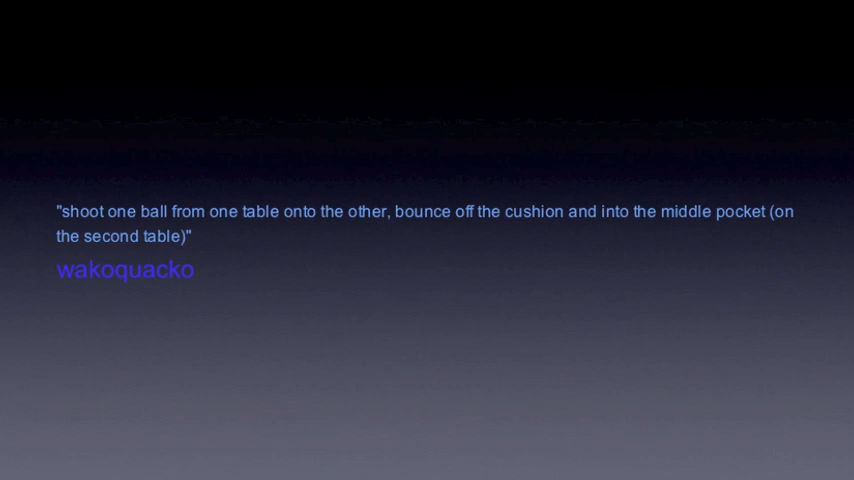 "shoot one ball from one table onto the other, bounce off the cushion and into the middle pocket (on
the second table)"
wakoquacko